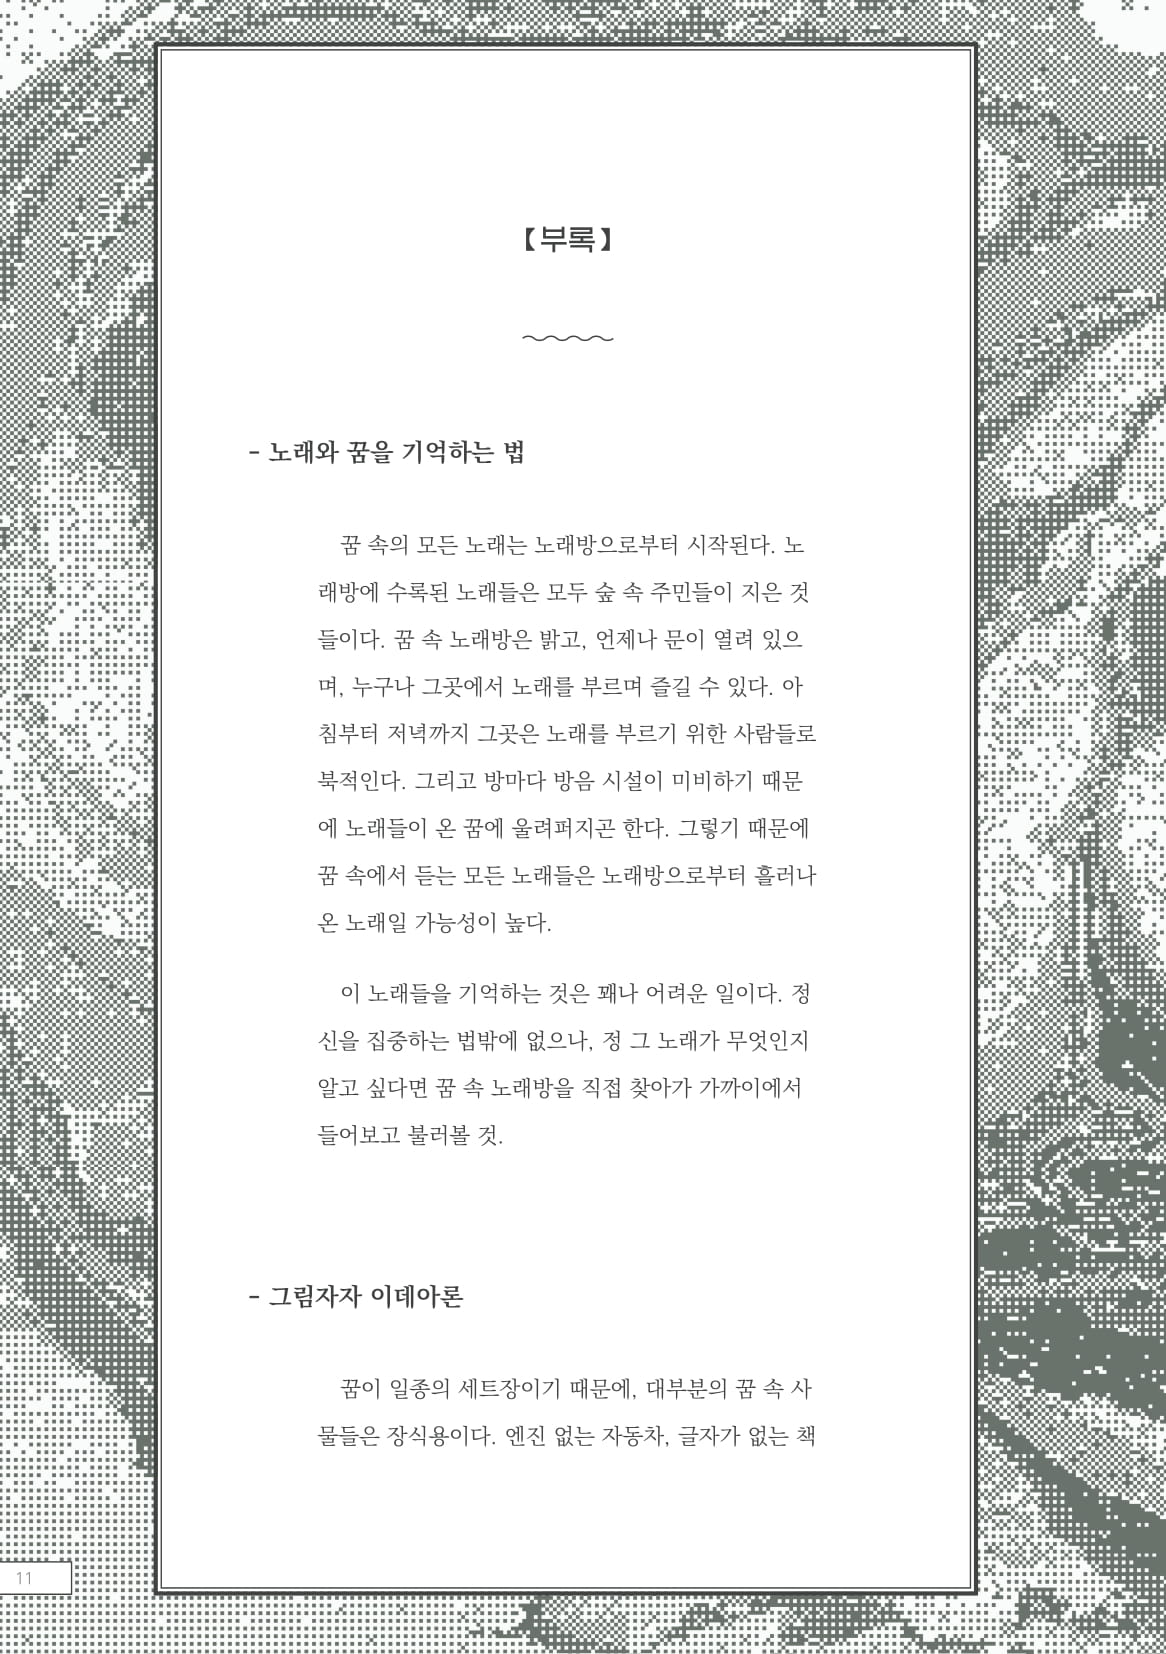 【부록】
- 노래와 꿈을 기억하는 법
꿈 속의 모든 노래는 노래방으로부터 시작된다. 노
래방에 수록된 노래들은 모두 숲 속 주민들이 지은 것
들이다. 꿈 속 노래방은 밝고, 언제나 문이 열려 있으
며, 누구나 그곳에서 노래를 부르며 즐길 수 있다. 아
침부터 저녁까지 그곳은 노래를 부르기 위한 사람들로
북적인다. 그리고 방마다 방음 시설이 미비하기 때문
에 노래들이 온 꿈에 울려퍼지곤 한다. 그렇기 때문에
꿈 속에서 듣는 모든 노래들은 노래방으로부터 흘러나
온 노래일 가능성이 높다.
이 노래들을 기억하는 것은 꽤나 어려운 일이다. 정
신을 집중하는 법밖에 없으나, 정 그 노래가 무엇인지
알고 싶다면 꿈 속 노래방을 직접 찾아가 가까이에서
들어보고 불러볼 것.
- 그림자자 이데아론
꿈이 일종의 세트장이기 때문에, 대부분의 꿈 속 사
물들은 장식용이다. 엔진 없는 자동차, 글자가 없는 책
11